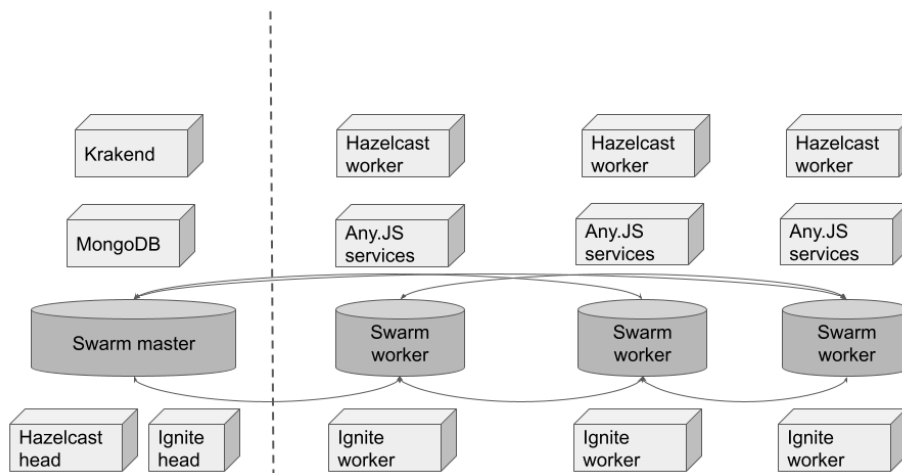 Krakend
Hazelcast
worker
Hazelcast
worker
Hazelcast
worker
MongoDB
Any.JS
services
Any.JS
services
Any.JS
services
Swarm master
Swarm
worker
Swarm
worker
Swarm
worker
Hazelcast
head
Ignite
head
Ignite
worker
Ignite
worker
Ignite
worker